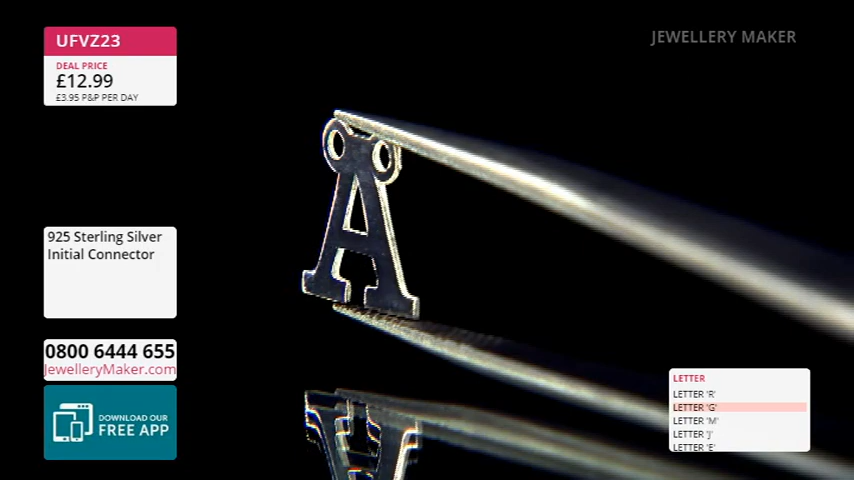 UFVZ23
DEAL PRICE
£12.99
£3.95 P&P PER DAY
JEWELLERY MAKER
A
925 Sterling Silver
Initial Connector
0800 6444 655
JewelleryMaker.com
DOWNLOAD OUR
FREE APP
LETTER
LETTER 'R'
LETTER 'G'
LETTER 'M'
LETTER 'J'
LETTER 'E'